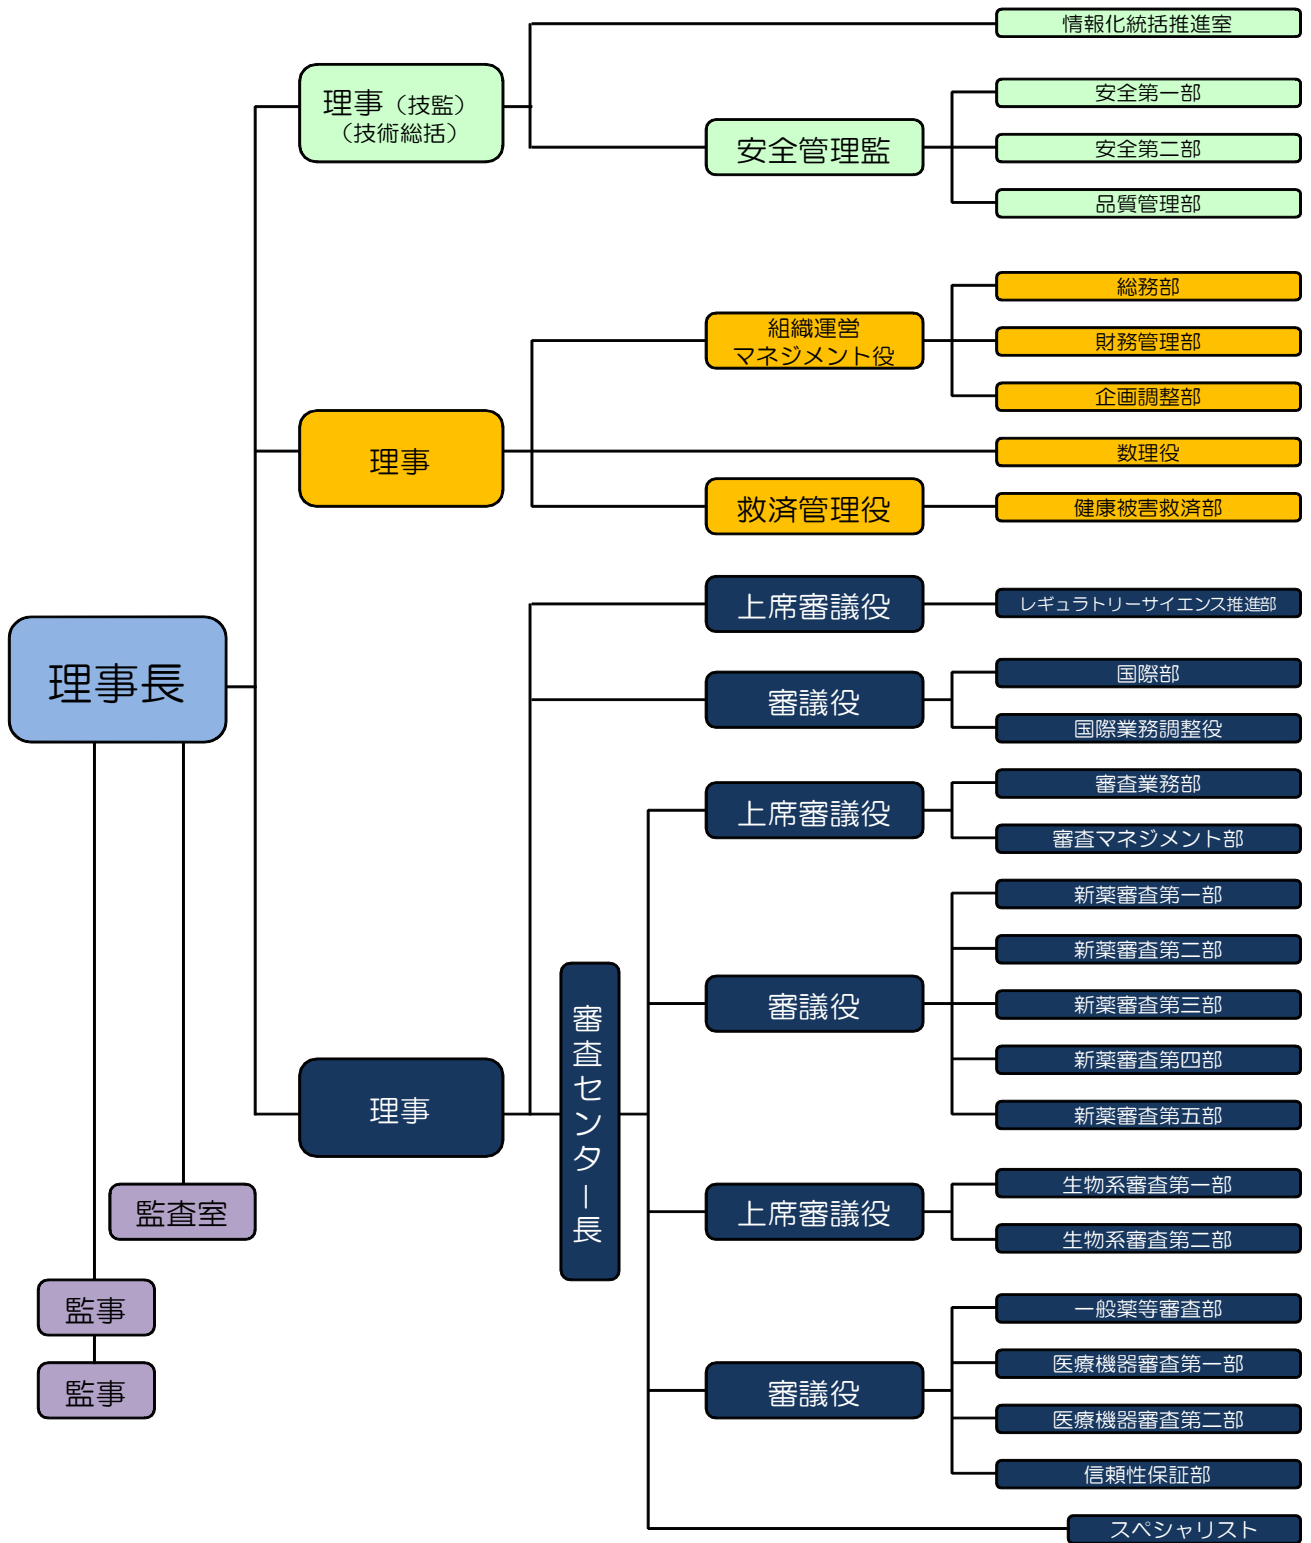 情報化統括推進室
理事（技監）
（技術総括）
安全第一部
安全管理監
安全第二部
品質管理部
総務部
組織運営
マネジメント役
財務管理部
企画調整部
理事
数理役
救済管理役
健康被害救済部
上席審議役
レギュラトリーサイエンス推進部
理事長
審議役
国際部
国際業務調整役
上席審議役
審査業務部
審査マネジメント部
新薬審査第一部
新薬審査第二部
審議役
新薬審査第三部
新薬審査第四部
新薬審査第五部
理事
審査センター長
監査室
上席審議役
生物系審査第一部
生物系審査第二部
監事
監事
一般薬等審査部
医療機器審査第一部
審議役
医療機器審査第二部
信頼性保証部
スペシャリスト